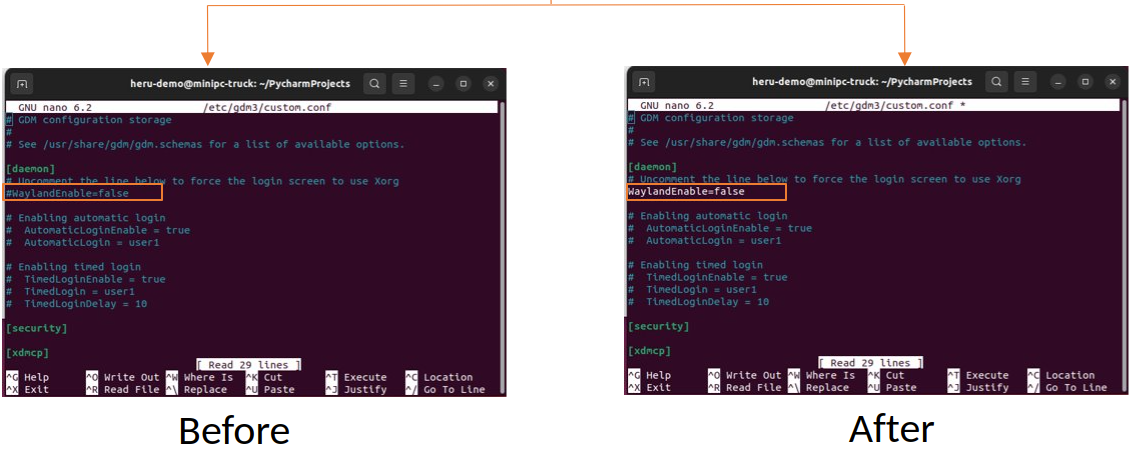 heru-demo@minipc-truck: ~/PycharmProjects
GNU nano 6.2 /etc/gdm3/custom.conf
# GDM configuration storage
#
# See /usr/share/gdm/gdm.schemas for a list of available options.
[daemon]
# Uncomment the line below to force the login screen to use Xorg
#WaylandEnable=false
# Enabling automatic login
#  AutomaticLoginEnable = true
#  AutomaticLogin = user1
# Enabling timed login
#  TimedLoginEnable = true
#  TimedLogin = user1
#  TimedLoginDelay = 10
[security]
[xdmcp]
[ Read 29 lines ]
^G Help ^O Write Out ^W Where Is ^K Cut ^T Execute ^C Location
^X Exit ^R Read File ^\ Replace ^U Paste ^J Justify ^/ Go To Line
Before
heru-demo@minipc-truck: ~/PycharmProjects
GNU nano 6.2 /etc/gdm3/custom.conf *
# GDM configuration storage
#
# See /usr/share/gdm/gdm.schemas for a list of available options.
[daemon]
# Uncomment the line below to force the login screen to use Xorg
WaylandEnable=false
# Enabling automatic login
#  AutomaticLoginEnable = true
#  AutomaticLogin = user1
# Enabling timed login
#  TimedLoginEnable = true
#  TimedLogin = user1
#  TimedLoginDelay = 10
[security]
[xdmcp]
[ Read 29 lines ]
^G Help ^O Write Out ^W Where Is ^K Cut ^T Execute ^C Location
^X Exit ^R Read File ^\ Replace ^U Paste ^J Justify ^/ Go To Line
After